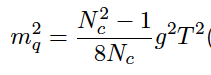 m_q^2 = \frac{N_c^2 - 1}{8N_c} g^2 T^2 (